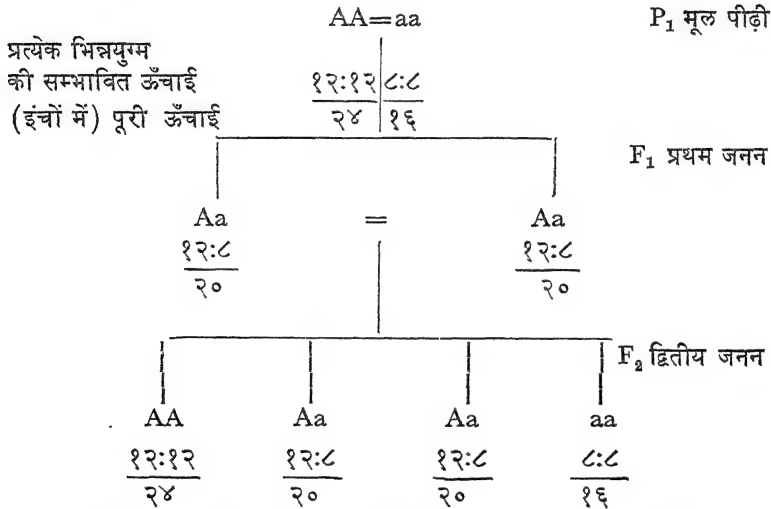 AA=aa P₁ मूल पीढ़ी
प्रत्येक भिन्नयुग्म
की सम्भावित ऊँचाई १२:१२ ८:८
(इंचों में) पूरी ऊँचाई २४ १६
F₁ प्रथम जनन
Aa = Aa
१२:८ १२:८
२० २०
F₂ द्वितीय जनन
AA Aa Aa aa
१२:१२ १२:८ १२:८ ८:८
२४ २० २० १६